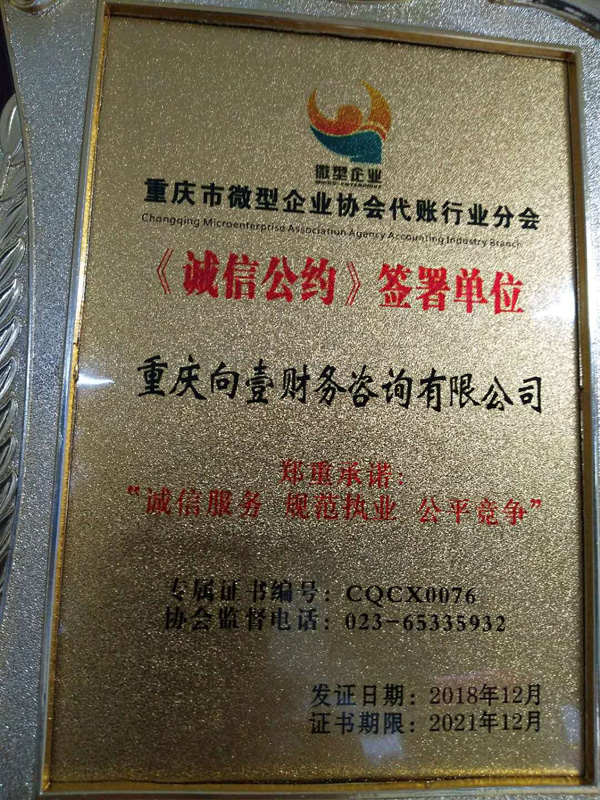 微型企业
重庆市微型企业协会代账行业分会
Chongqing Microenterprise Association Agency Accounting Industry Branch
《诚信公约》签署单位
重庆向壹财务咨询有限公司
郑重承诺：
“诚信服务 规范执业 公平竞争”
专属证书编号：CQCX0076
协会监督电话：023-65335932
发证日期：2018年12月
证书期限：2021年12月